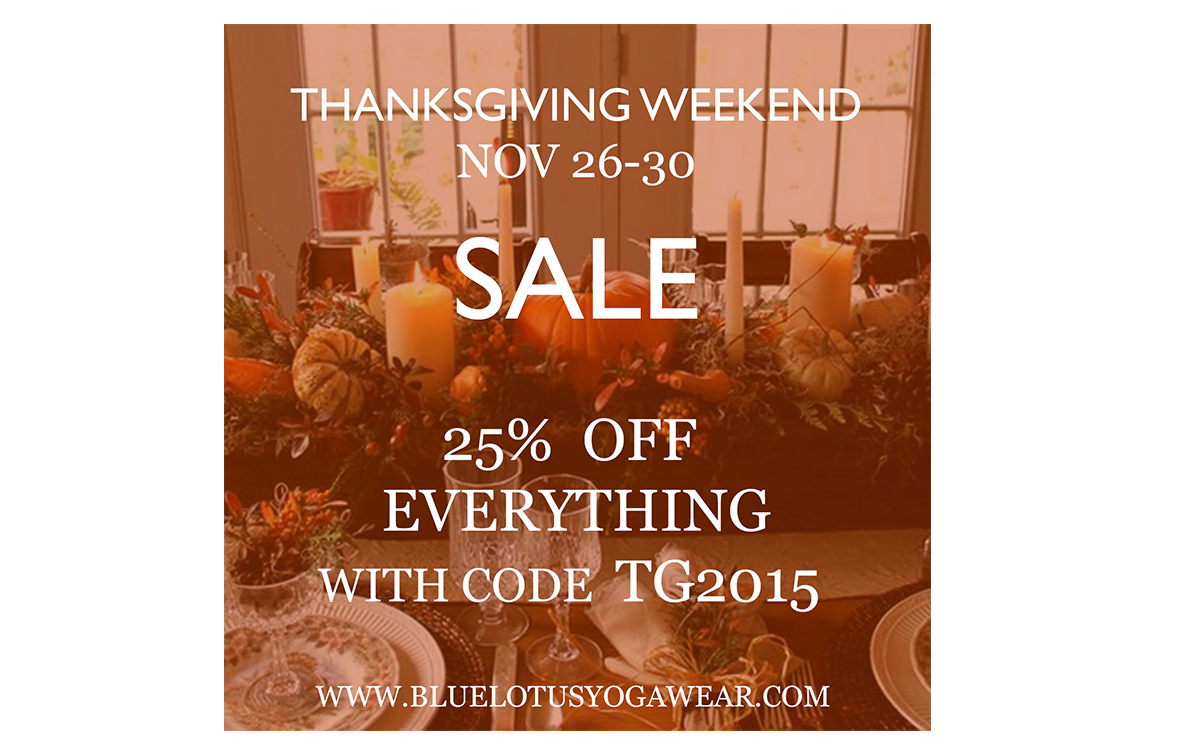 THANKSGIVING WEEKEND
NOV 26-30
SALE
25% OFF
EVERYTHING
WITH CODE TG2015
WWW.BLUELOTUSYOGAWEAR.COM